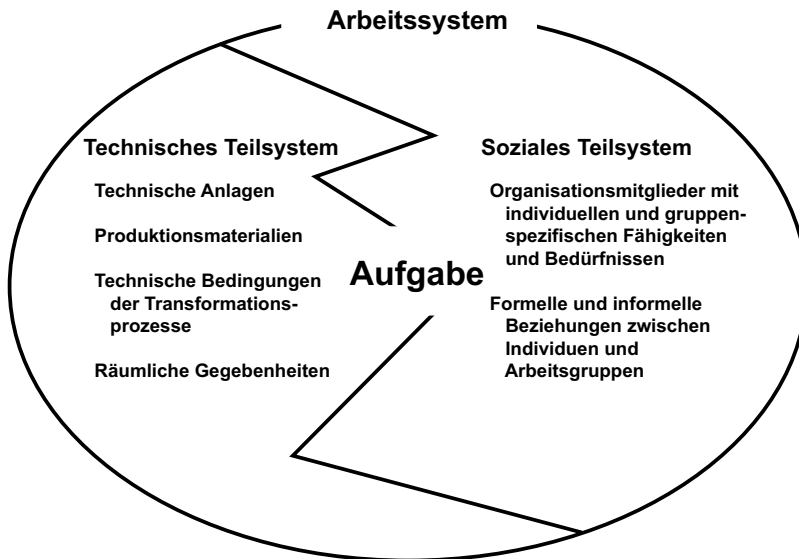 Arbeitssystem
Technisches Teilsystem
Technische Anlagen
Produktionsmaterialien
Technische Bedingungen
der Transformations-
prozesse
Räumliche Gegebenheiten
Aufgabe
Soziales Teilsystem
Organisationsmitglieder mit
individuellen und gruppen-
spezifischen Fähigkeiten
und Bedürfnissen
Formelle und informelle
Beziehungen zwischen
Individuen und
Arbeitsgruppen